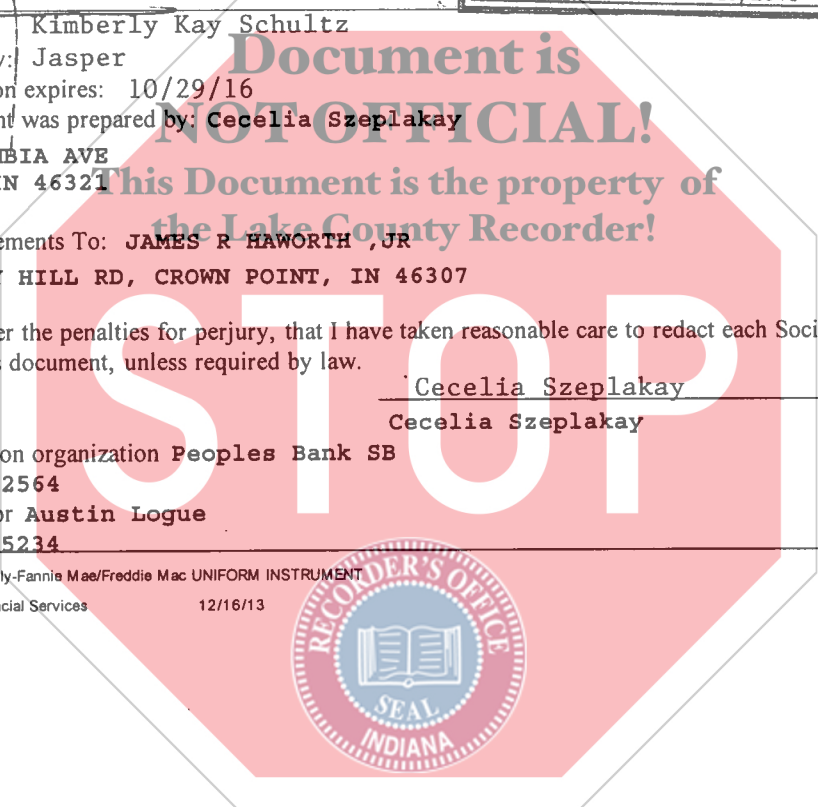 Kimberly Kay Schultz
y: Jasper
on expires: 10/29/16
nt was prepared by: Cecelia Szeplakay
BIA AVE
IN 46321
Document is
NOT OFFICIAL!
This Document is the property of
the Lake County Recorder!
ements To: JAMES R HAWORTH ,JR
HILL RD, CROWN POINT, IN 46307
er the penalties for perjury, that I have taken reasonable care to redact each Soci
s document, unless required by law.
Cecelia Szeplakay
Cecelia Szeplakay
on organization Peoples Bank SB
2564
or Austin Logue
5234
ly-Fannie Mae/Freddie Mac UNIFORM INSTRUMENT
cial Services 12/16/13
STOP
RECORDER'S OFFICE
SEAL
INDIANA